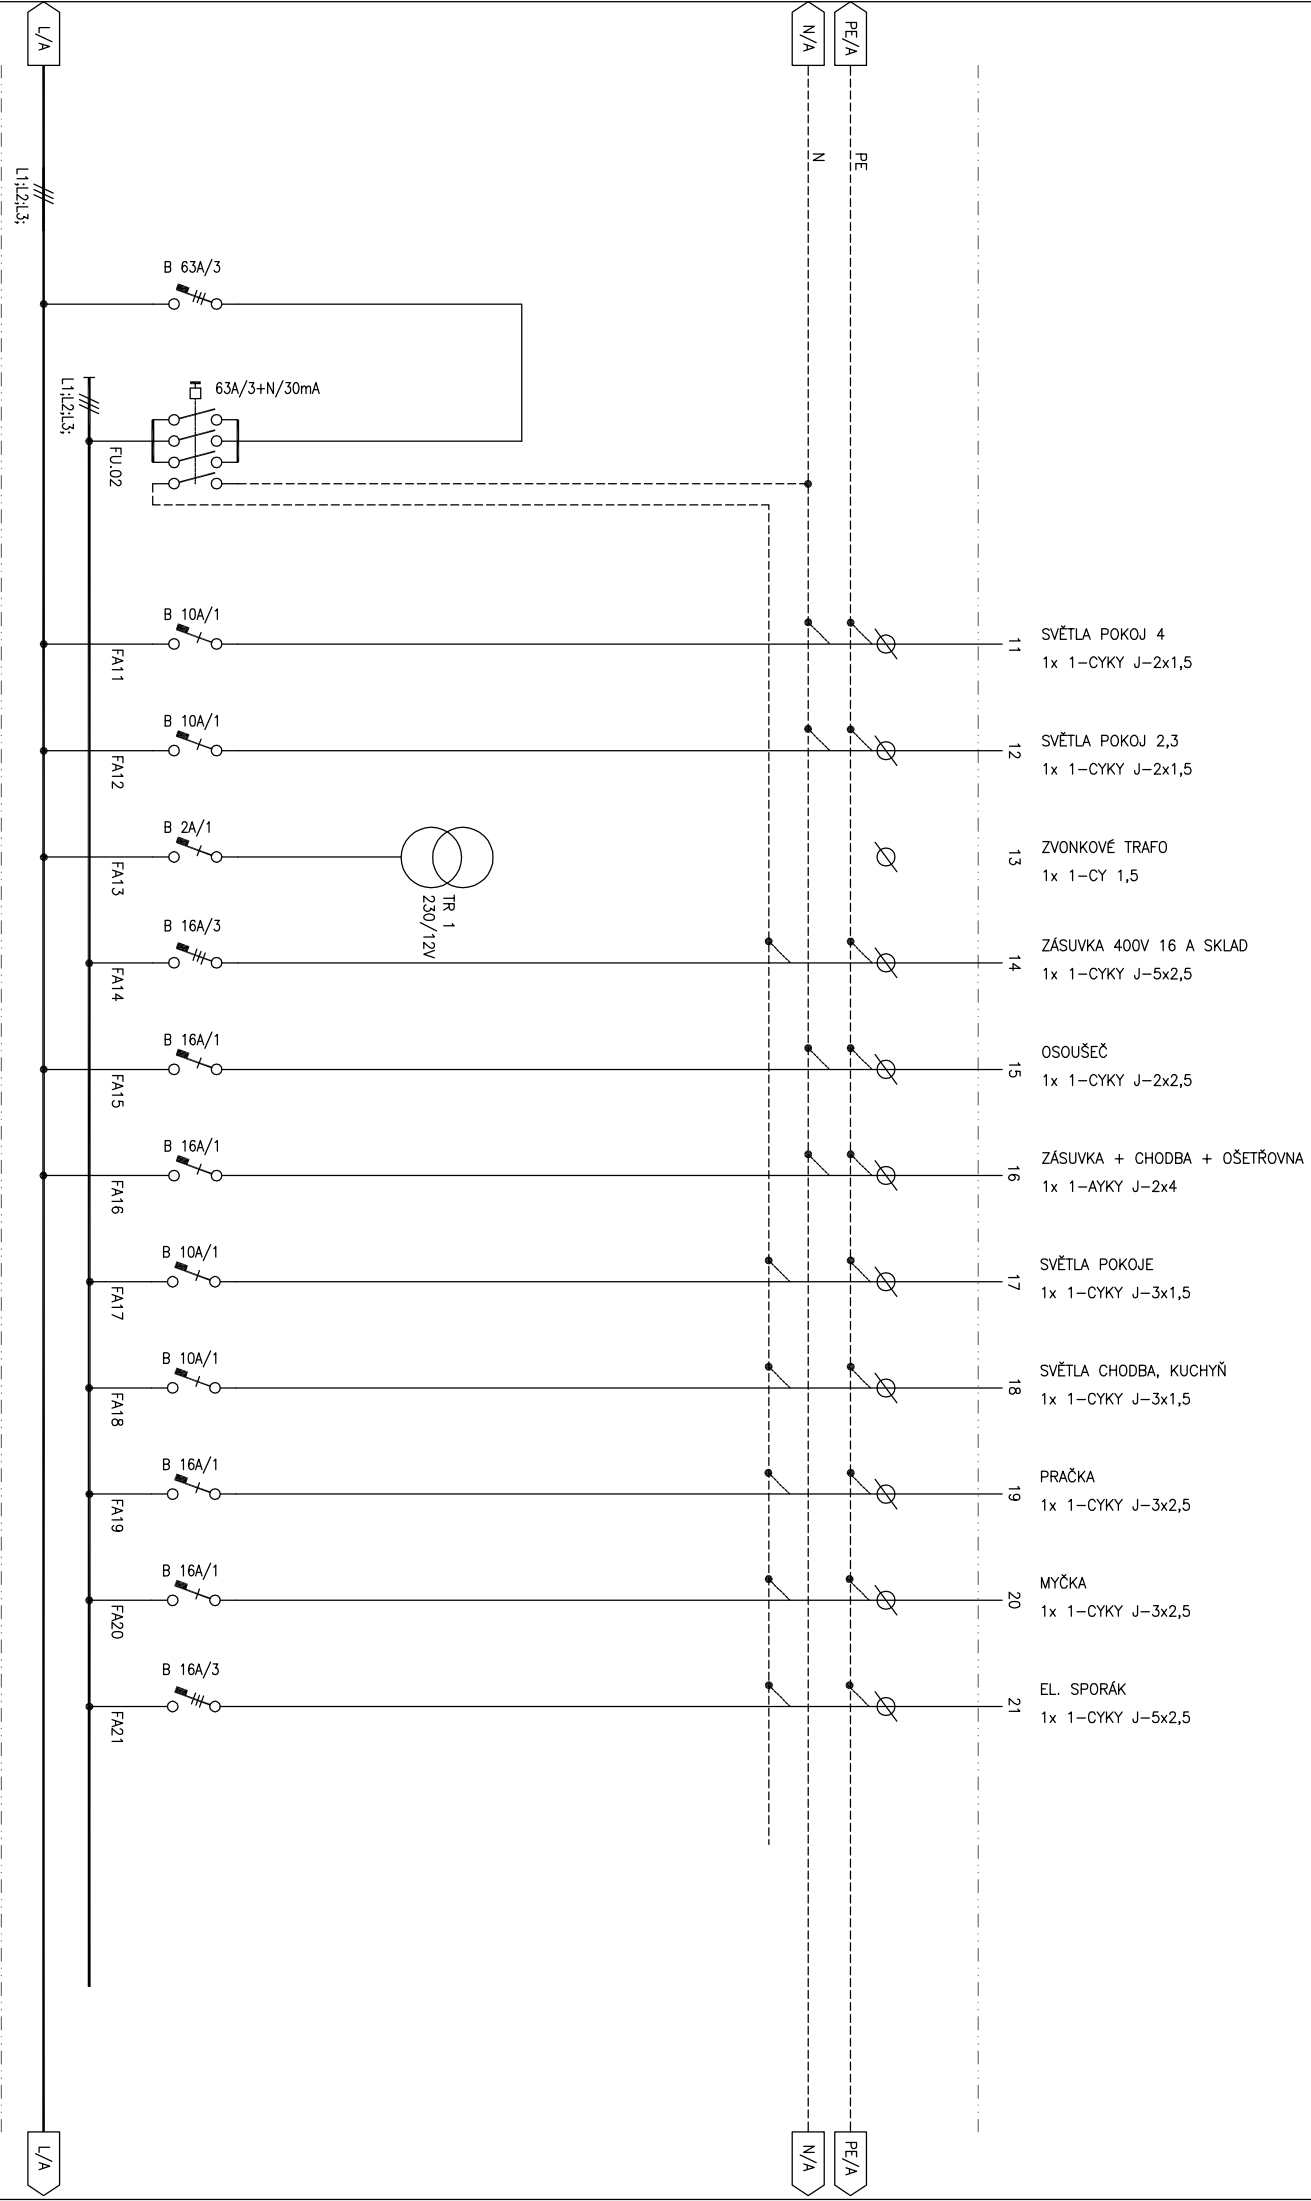 L/A
N/A
PE/A
N
PE
L1;L2;L3;
B 63A/3
63A/3+N/30mA
L1;L2;L3;
FU.02
B 10A/1
FA11
11
SVĚTLA POKOJ 4
1x 1-CYKY J-2x1,5
B 10A/1
FA12
12
SVĚTLA POKOJ 2,3
1x 1-CYKY J-2x1,5
B 2A/1
FA13
TR 1
230/12V
13
ZVONKOVÉ TRAFO
1x 1-CY 1,5
B 16A/3
FA14
14
ZÁSUVKA 400V 16 A SKLAD
1x 1-CYKY J-5x2,5
B 16A/1
FA15
15
OSOUŠEČ
1x 1-CYKY J-2x2,5
B 16A/1
FA16
16
ZÁSUVKA + CHODBA + OŠETŘOVNA
1x 1-AYKY J-2x4
B 10A/1
FA17
17
SVĚTLA POKOJE
1x 1-CYKY J-3x1,5
B 10A/1
FA18
18
SVĚTLA CHODBA, KUCHYŇ
1x 1-CYKY J-3x1,5
B 16A/1
FA19
19
PRAČKA
1x 1-CYKY J-3x2,5
B 16A/1
FA20
20
MYČKA
1x 1-CYKY J-3x2,5
B 16A/3
FA21
21
EL. SPORÁK
1x 1-CYKY J-5x2,5
L/A
N/A
PE/A